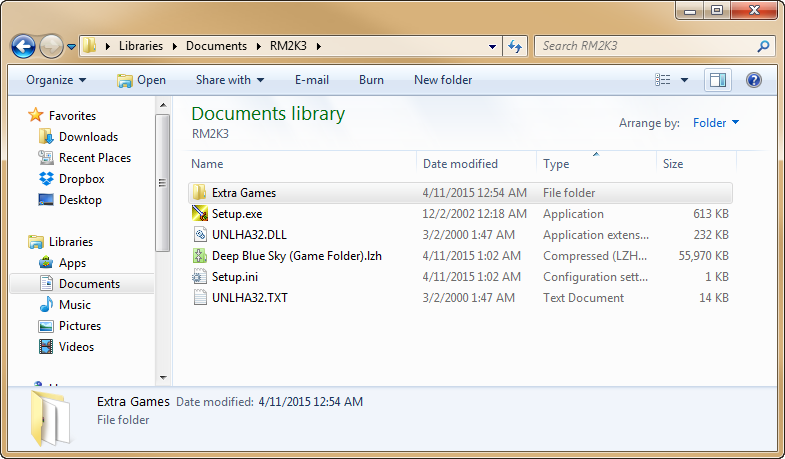 Libraries Documents RM2K3 Search RM2K3
Organize Open Share with E-mail Burn New folder
Favorites
Downloads
Recent Places
Dropbox
Desktop
Libraries
Apps
Documents
Music
Pictures
Videos
Documents library
RM2K3
Arrange by: Folder
Name Date modified Type Size
Extra Games 4/11/2015 12:54 AM File folder
Setup.exe 12/2/2002 12:18 AM Application 613 KB
UNLHA32.DLL 3/2/2000 1:47 AM Application extens... 232 KB
Deep Blue Sky (Game Folder).lzh 4/11/2015 1:02 AM Compressed (LZH... 55,970 KB
Setup.ini 4/11/2015 1:02 AM Configuration sett... 1 KB
UNLHA32.TXT 3/2/2000 1:47 AM Text Document 14 KB
Extra Games Date modified: 4/11/2015 12:54 AM
File folder